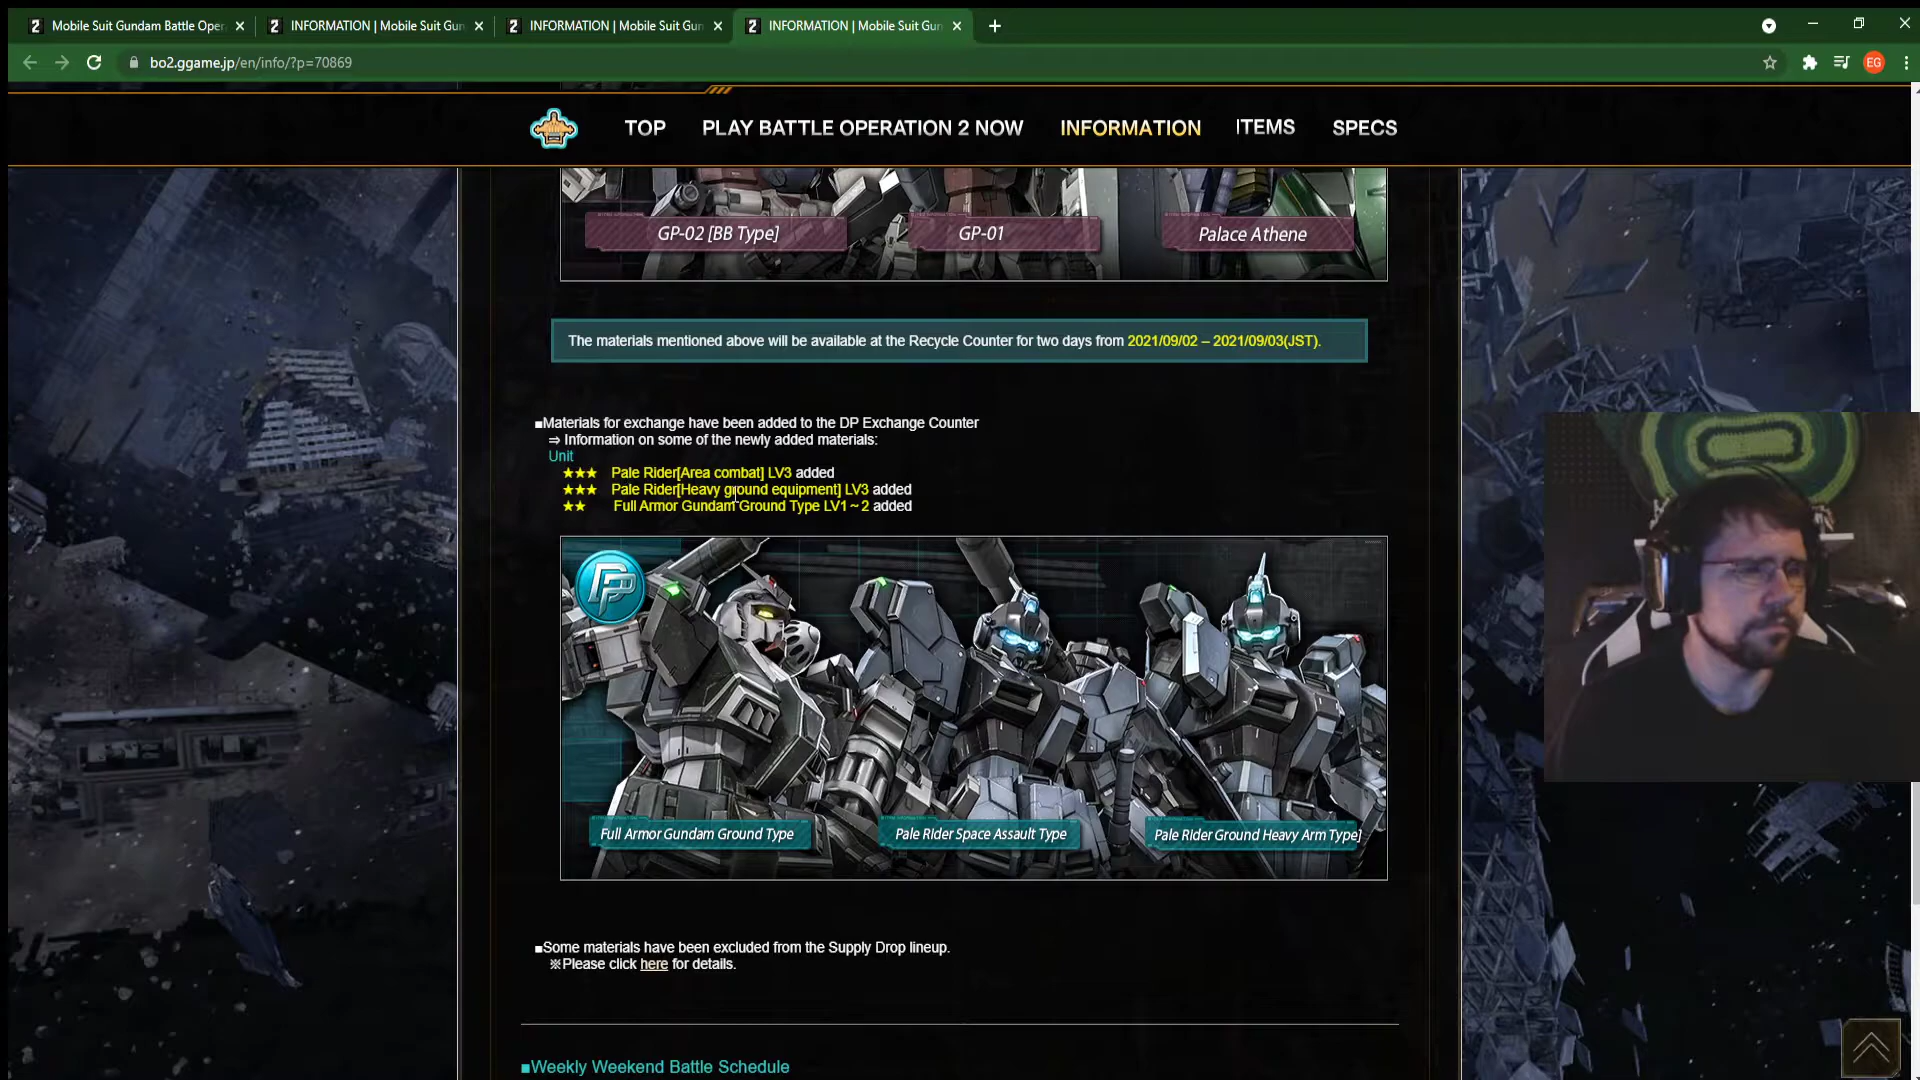 Mobile Suit Gundam Battle Oper
INFORMATION | Mobile Suit Gun
INFORMATION | Mobile Suit Gun
INFORMATION | Mobile Suit Gun
bo2.ggame.jp/en/info/?p=70869
EG
TOP
PLAY BATTLE OPERATION 2 NOW
INFORMATION
ITEMS
SPECS
GP-02 [BB Type]
GP-01
Palace Athene
The materials mentioned above will be available at the Recycle Counter for two days from 2021/09/02 – 2021/09/03(JST).
■Materials for exchange have been added to the DP Exchange Counter
⇒ Information on some of the newly added materials:
Unit
★★★ Pale Rider[Area combat] LV3 added
★★★ Pale Rider[Heavy ground equipment] LV3 added
★★ Full Armor Gundam Ground Type LV1～2 added
Full Armor Gundam Ground Type
Pale Rider Space Assault Type
Pale Rider Ground Heavy Arm Type]
■Some materials have been excluded from the Supply Drop lineup.
※Please click here for details.
■Weekly Weekend Battle Schedule